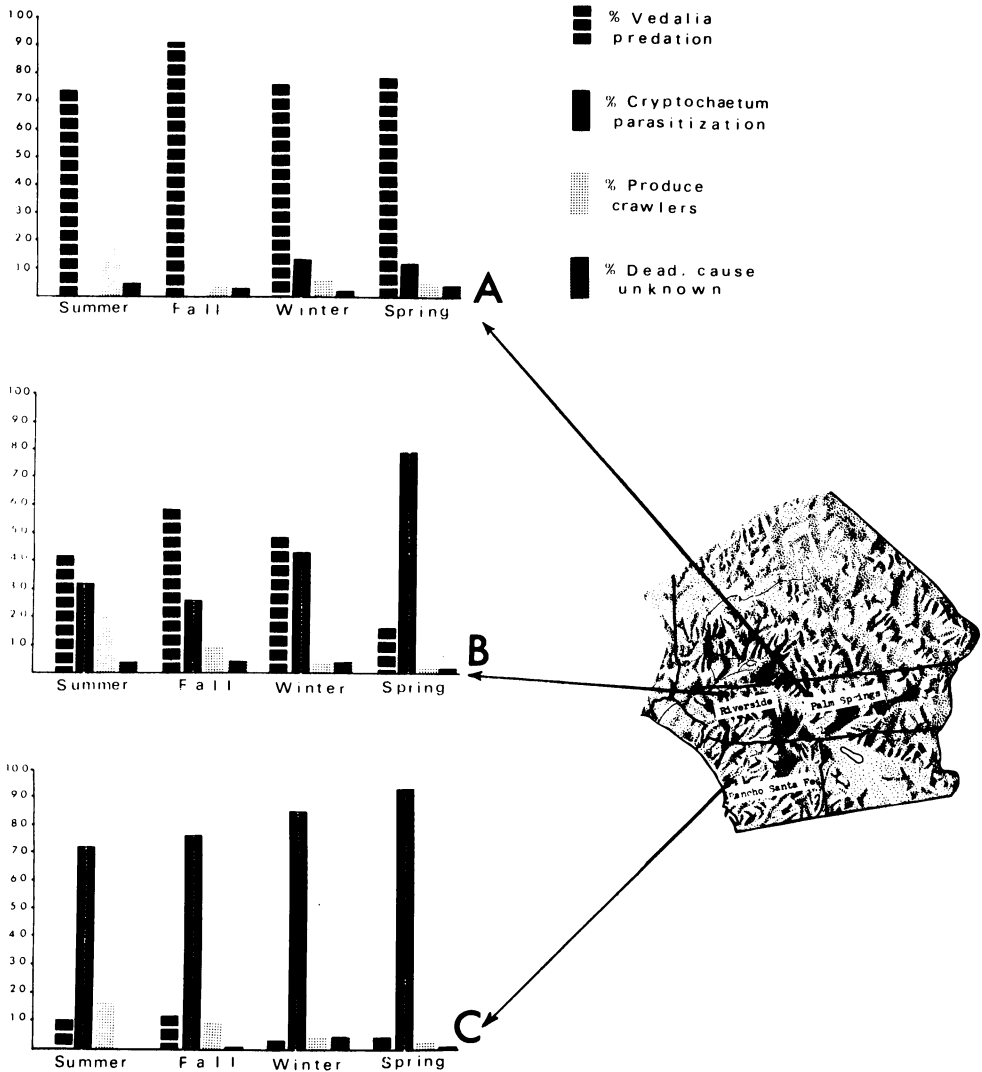 100
90
80
70
60
50
40
30
20
10
Summer Fall Winter Spring
A
% Vedalia
predation
% Cryptochaetum
parasitization
% Produce
crawlers
% Dead. cause
unknown
100
90
80
70
60
50
40
30
20
10
Summer Fall Winter Spring
B
Riverside Palm Springs
Rancho Santa Fe
100
90
80
70
60
50
40
30
20
10
Summer Fall Winter Spring
C